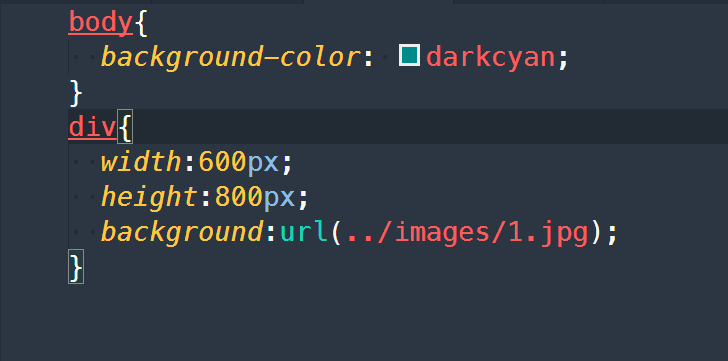 body{
background-color: darkcyan;
}
div{
width:600px;
height:800px;
background:url(../images/1.jpg);
}